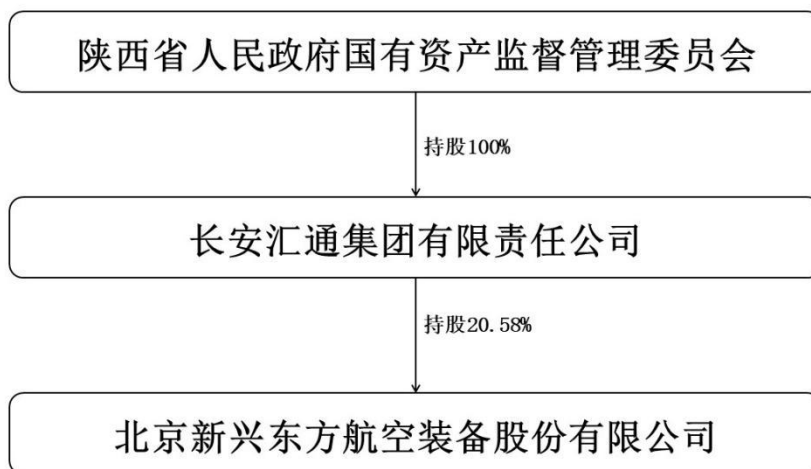 陕西省人民政府国有资产监督管理委员会
持股100%
长安汇通集团有限责任公司
持股20.58%
北京新兴东方航空装备股份有限公司